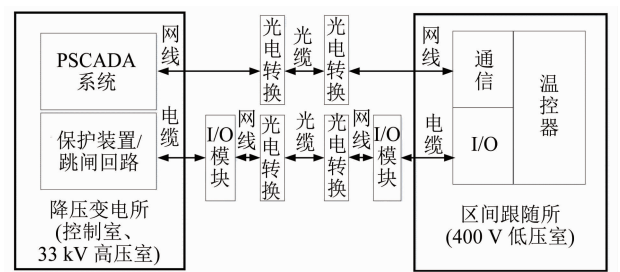 网线
光电转换
光缆
光电转换
网线
PSCADA
系统
通信
温控器
电缆
I/O
模块
网线
光电转换
光缆
光电转换
网线
I/O
模块
电缆
保护装置/
跳闸回路
I/O
降压变电所
(控制室、
33 kV 高压室)
区间跟随所
(400 V 低压室)